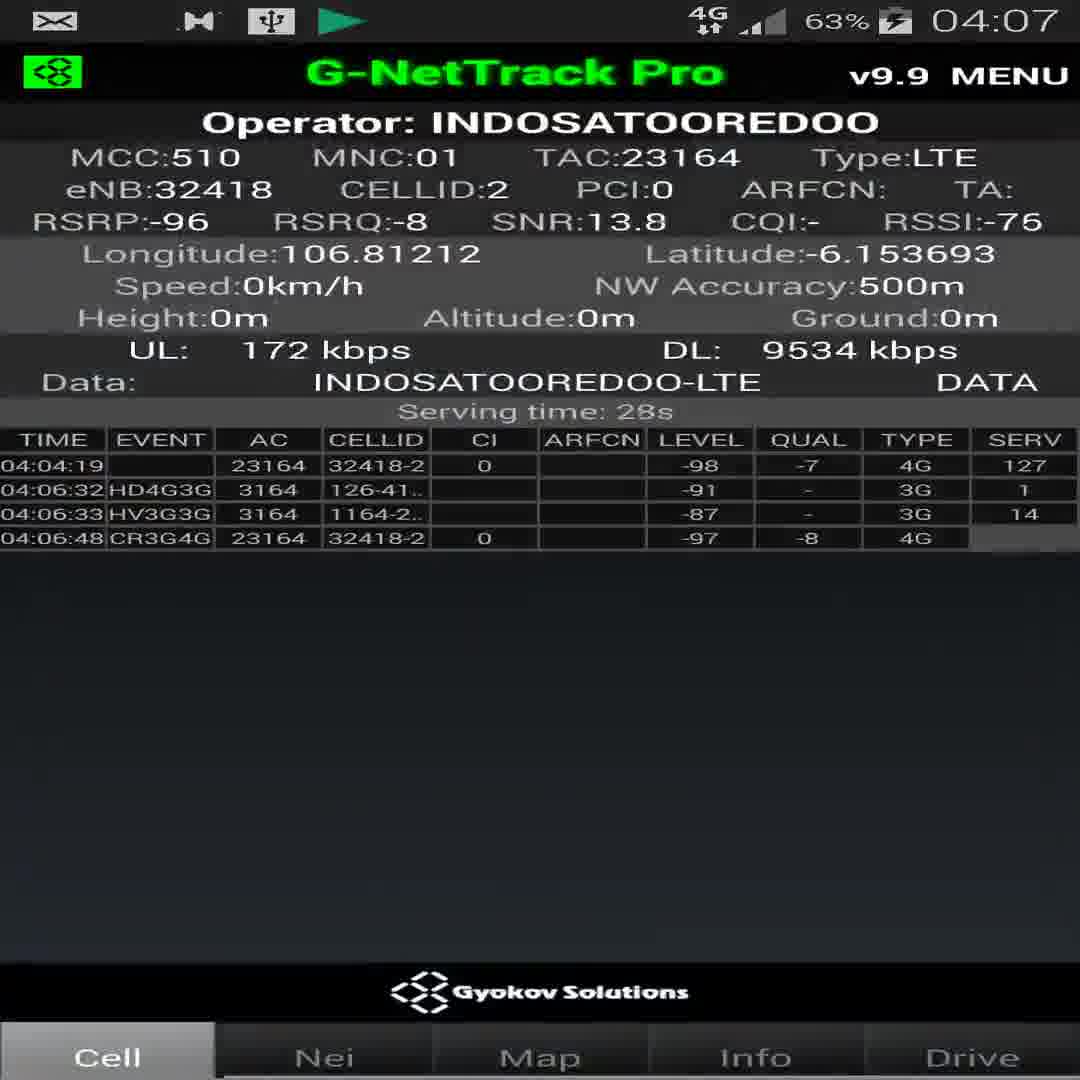 4G 63% 04:07
G-NetTrack Pro v9.9 MENU
Operator: INDOSATOOREDOO
MCC:510 MNC:01 TAC:23164 Type:LTE
eNB:32418 CELLID:2 PCI:0 ARFCN: TA:
RSRP:-96 RSRQ:-8 SNR:13.8 CQI:- RSSI:-75
Longitude:106.81212 Latitude:-6.153693
Speed:0km/h NW Accuracy:500m
Height:0m Altitude:0m Ground:0m
UL: 172 kbps DL: 9534 kbps
Data: INDOSATOOREDOO-LTE DATA
Serving time: 28s
TIME EVENT AC CELLID CI ARFCN LEVEL QUAL TYPE SERV
04:04:19 23164 32418-2 0 -98 -7 4G 127
04:06:32 HD4G3G 3164 126-41.. -91 - 3G 1
04:06:33 HV3G3G 3164 1164-2.. -87 - 3G 14
04:06:48 CR3G4G 23164 32418-2 0 -97 -8 4G
Gyokov Solutions
Cell Nei Map Info Drive